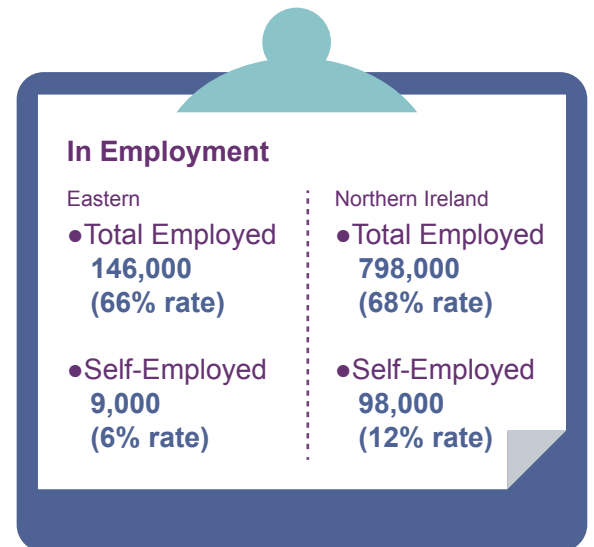 In Employment
Eastern
●Total Employed
146,000
(66% rate)
●Self-Employed
9,000
(6% rate)
Northern Ireland
●Total Employed
798,000
(68% rate)
●Self-Employed
98,000
(12% rate)